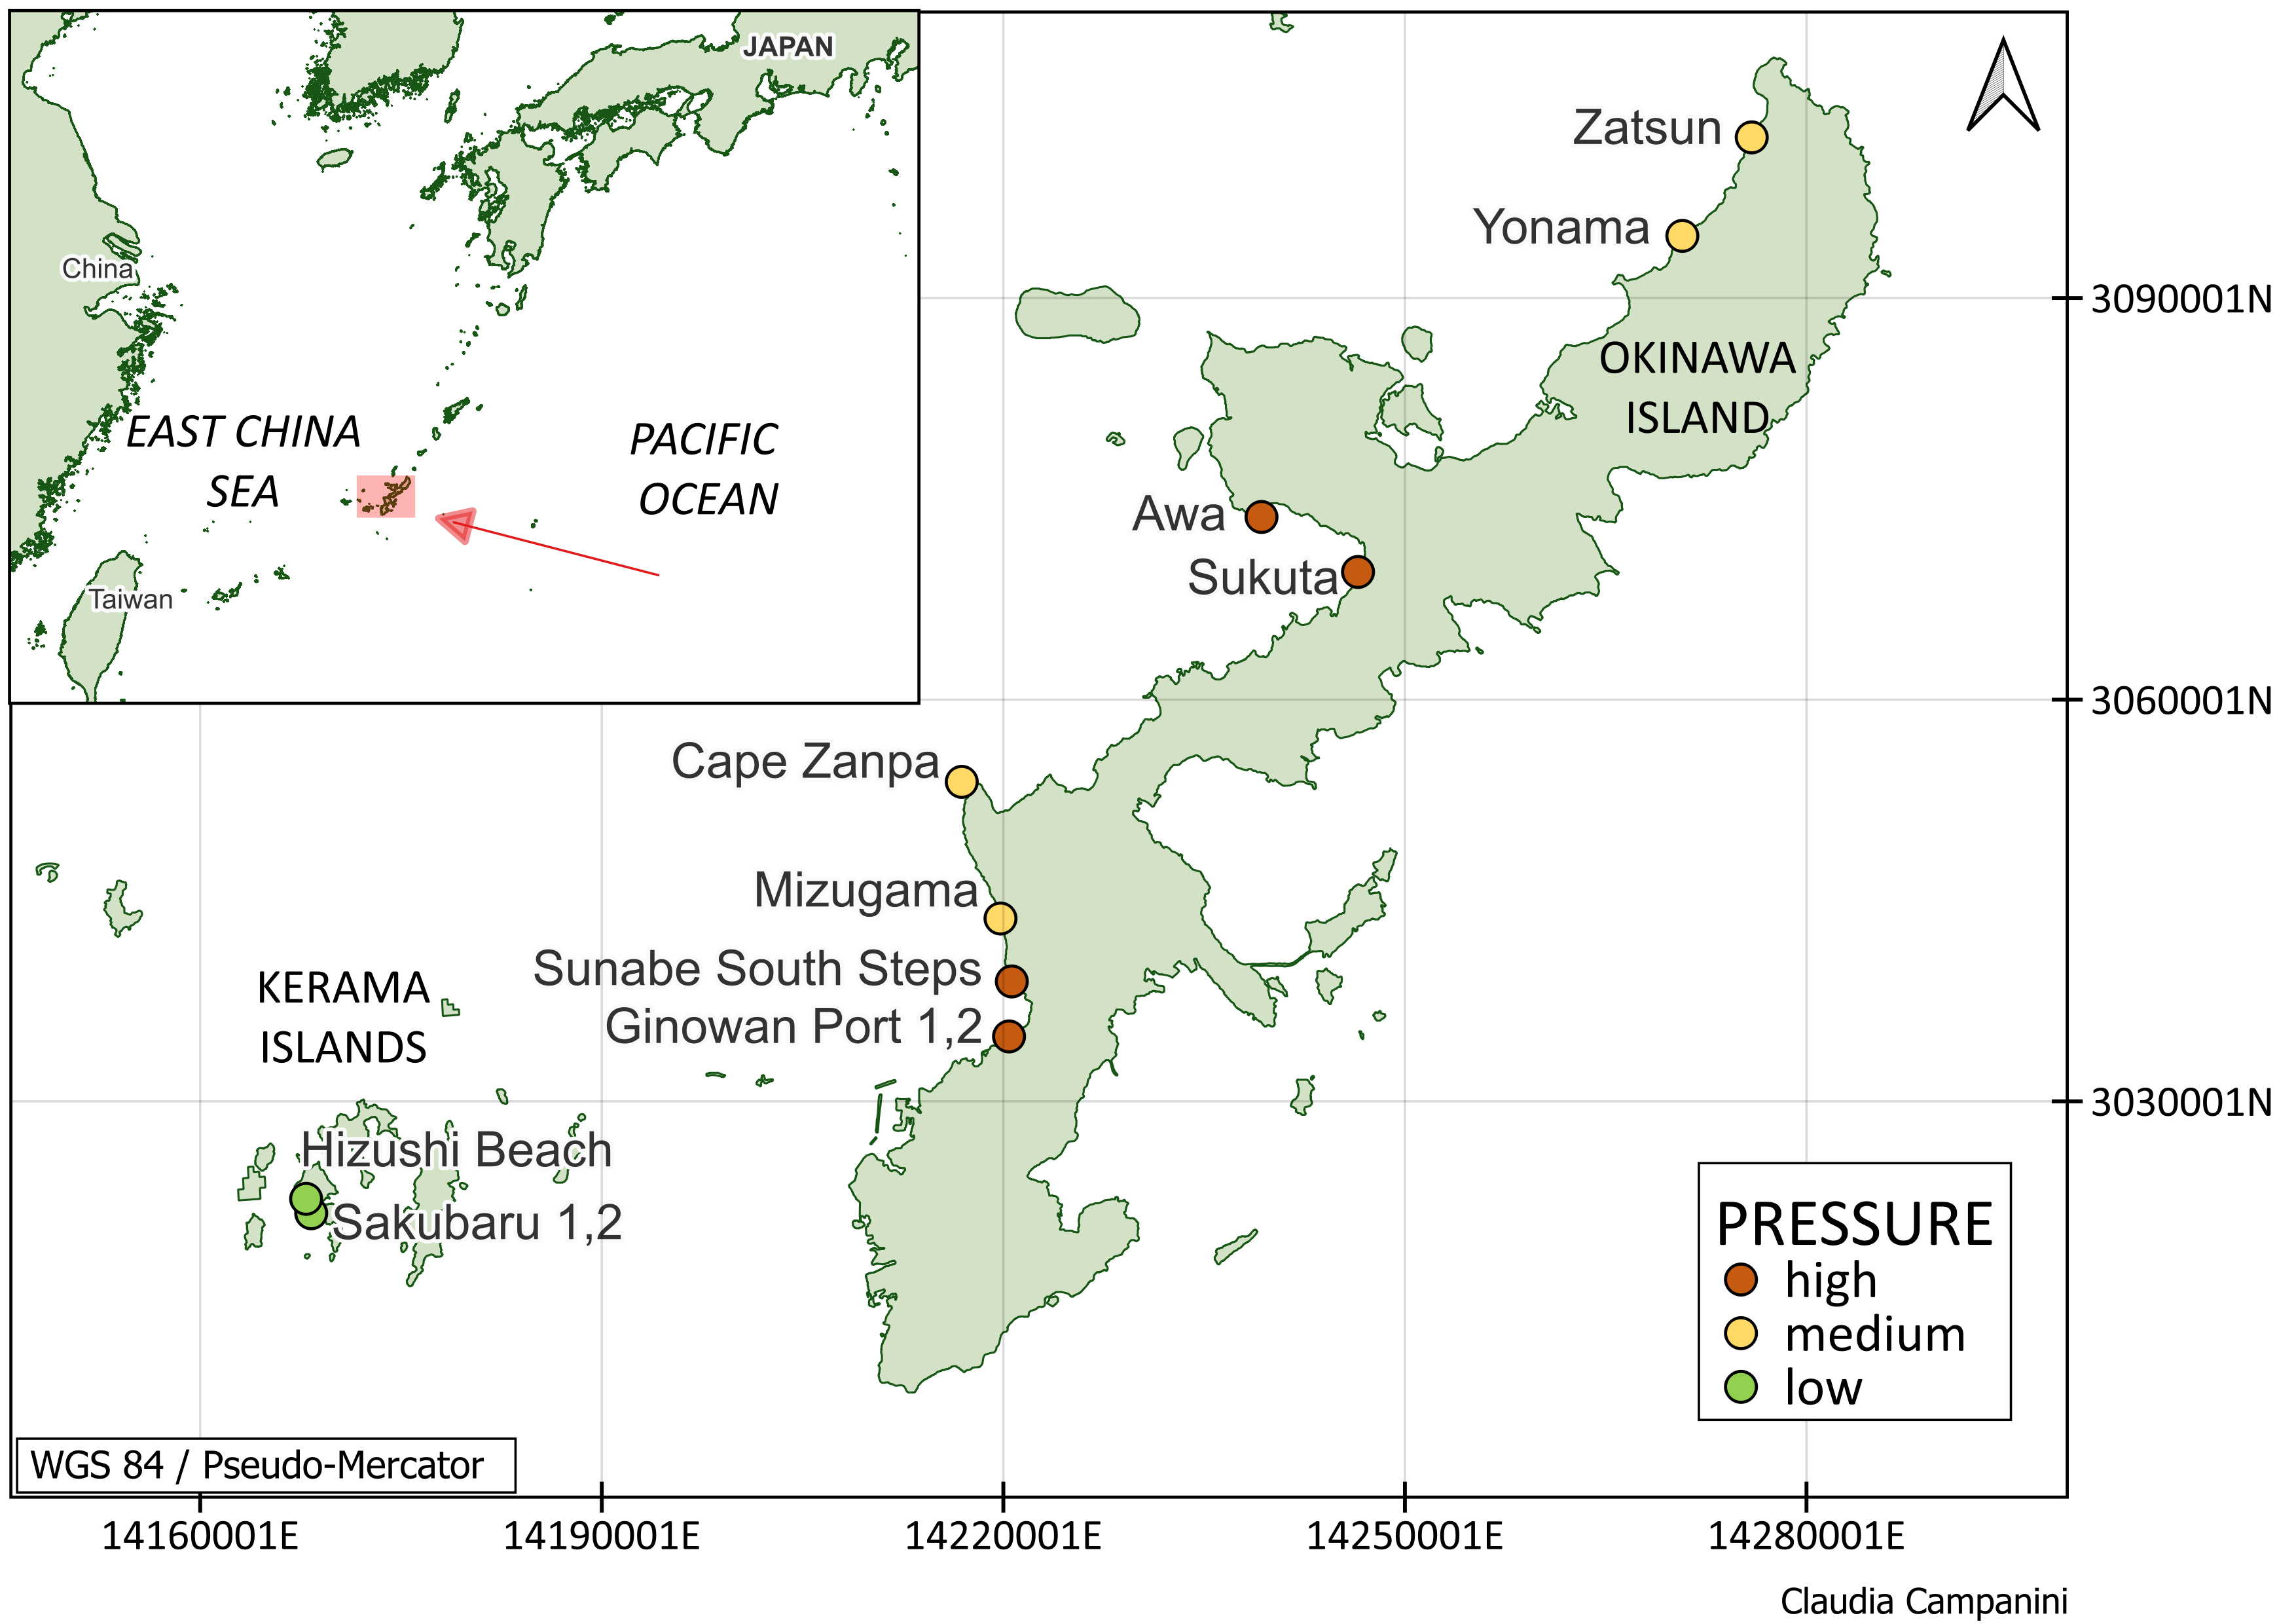 JAPAN
China
EAST CHINA
SEA
PACIFIC
OCEAN
Taiwan
Zatsun
Yonama
OKINAWA
ISLAND
Awa
Sukuta
Cape Zanpa
Mizugama
Sunabe South Steps
Ginowan Port 1,2
KERAMA
ISLANDS
Hizushi Beach
Sakubaru 1,2
3090001N
3060001N
3030001N
PRESSURE
high
medium
low
WGS 84 / Pseudo-Mercator
14160001E
14190001E
14220001E
14250001E
14280001E
Claudia Campanini